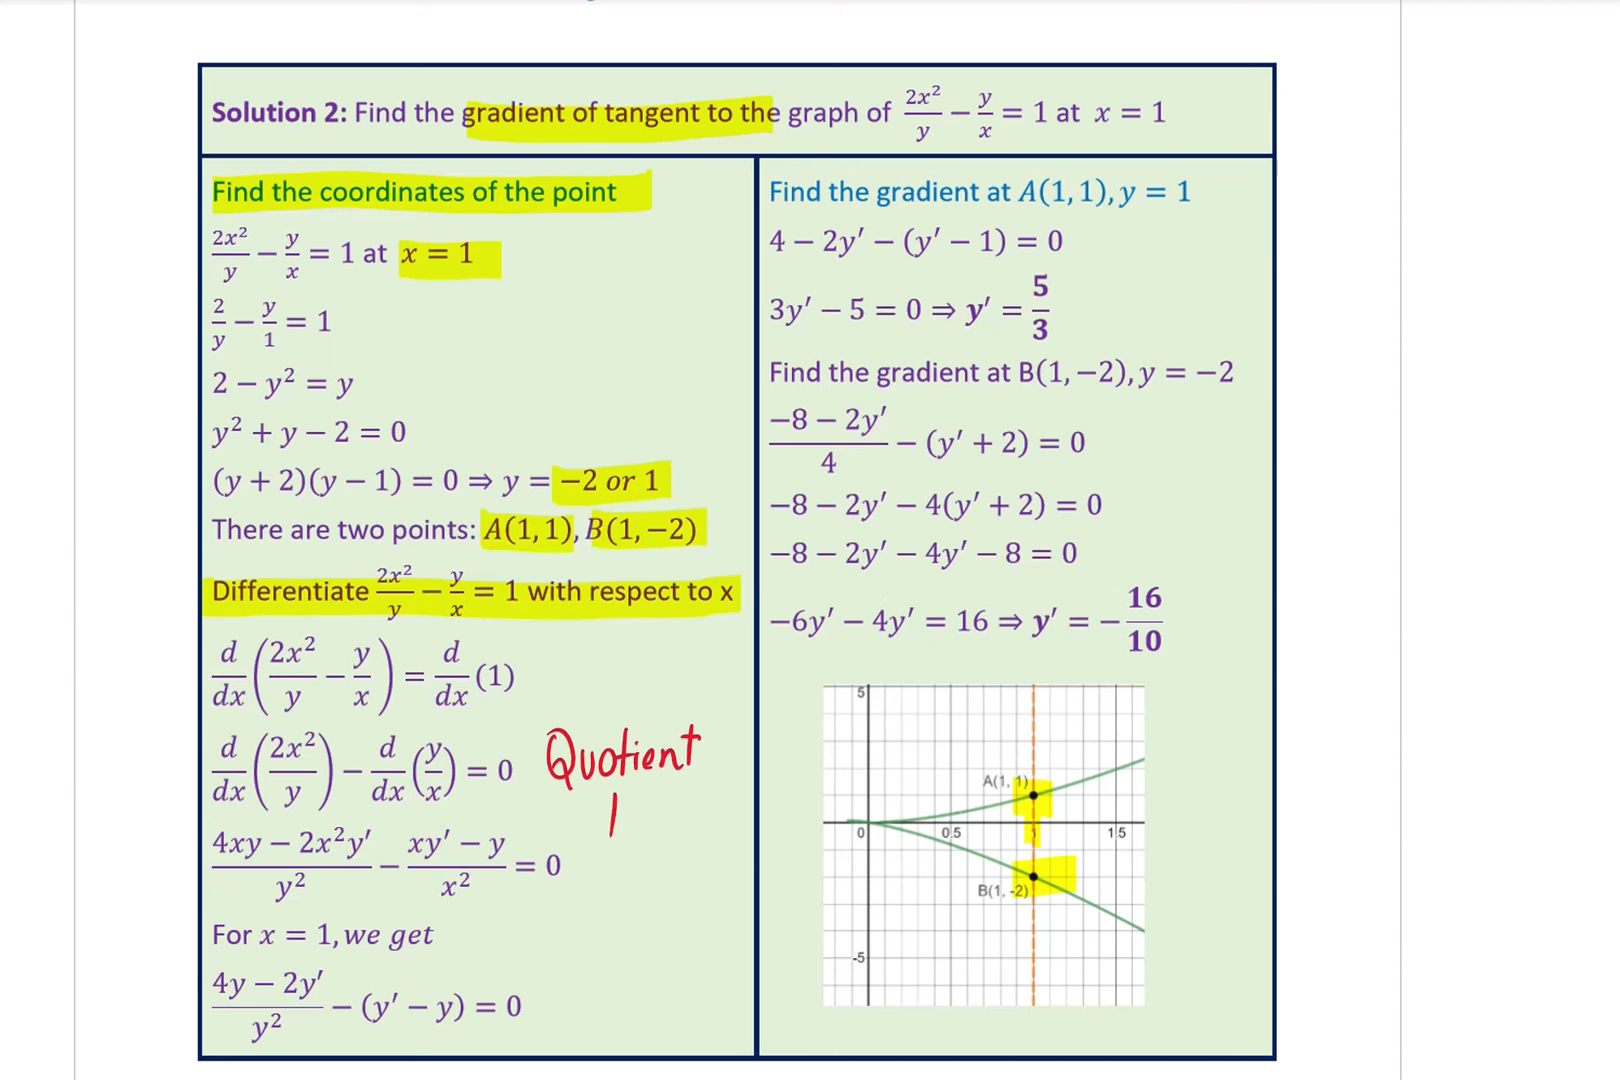 Solution 2: Find the gradient of tangent to the graph of 2x²/y − y/x = 1 at x = 1
Find the coordinates of the point
2x²/y − y/x = 1 at x = 1
2/y − y/1 = 1
2 − y² = y
y² + y − 2 = 0
(y + 2)(y − 1) = 0 ⇒ y = −2 or 1
There are two points: A(1, 1), B(1, −2)
Differentiate 2x²/y − y/x = 1 with respect to x
d/dx (2x²/y − y/x) = d/dx (1)
d/dx (2x²/y) − d/dx (y/x) = 0
Quotient
(4xy − 2x²y′)/y² − (xy′ − y)/x² = 0
For x = 1, we get
(4y − 2y′)/y² − (y′ − y) = 0
Find the gradient at A(1, 1), y = 1
4 − 2y′ − (y′ − 1) = 0
3y′ − 5 = 0 ⇒ y′ = 5/3
Find the gradient at B(1, −2), y = −2
(−8 − 2y′)/4 − (y′ + 2) = 0
−8 − 2y′ − 4(y′ + 2) = 0
−8 − 2y′ − 4y′ − 8 = 0
−6y′ − 4y′ = 16 ⇒ y′ = −16/10
5
A(1, 1)
0 0.5 1 1.5
B(1, -2)
-5